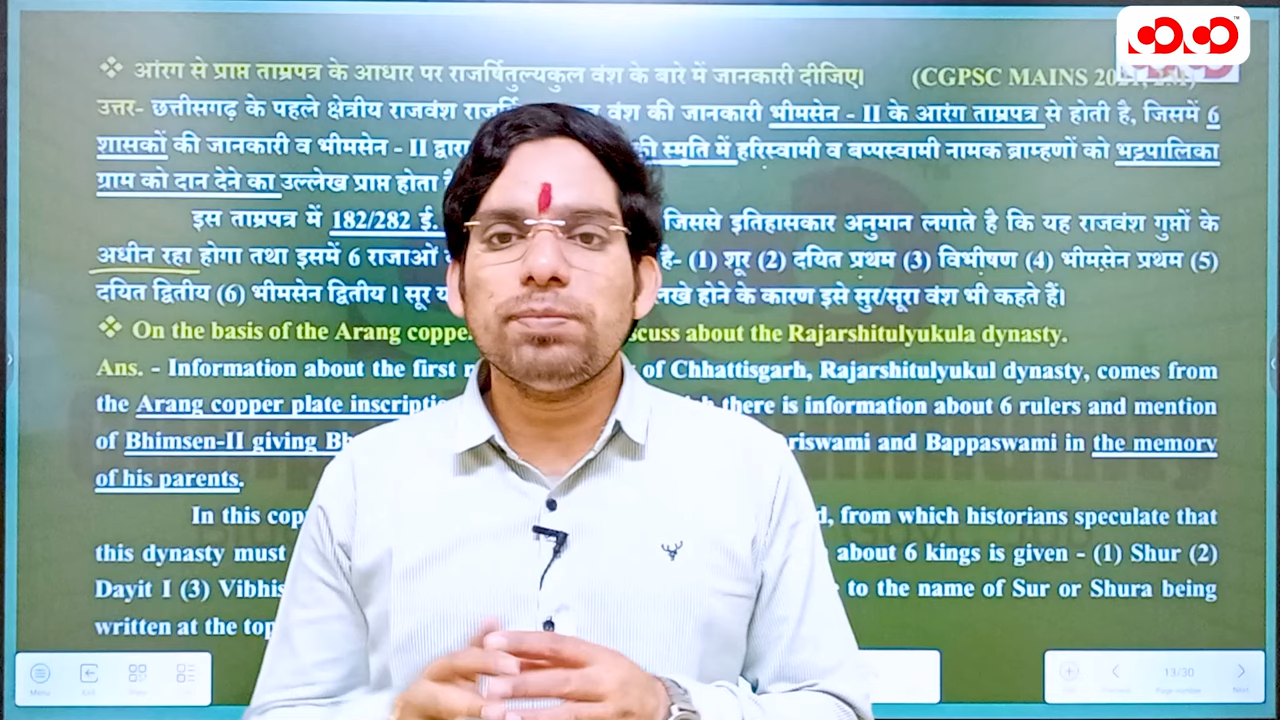 ❖ आंरग से प्राप्त ताम्रपत्र के आधार पर राजर्षितुल्यकुल वंश के बारे में जानकारी दीजिए। (CGPSC MAINS
उत्तर- छत्तीसगढ़ के पहले क्षेत्रीय राजवंश वंश की जानकारी भीमसेन - II के आरंग ताम्रपत्र से होती है, जिसमें 6
शासकों की जानकारी व भीमसेन - II द्वारा की स्मृति में हरिस्वामी व बप्पस्वामी नामक ब्राम्हणों को भट्टपालिका
ग्राम को दान देने का उल्लेख प्राप्त होता
इस ताम्रपत्र में 182/282 ई. जिससे इतिहासकार अनुमान लगाते है कि यह राजवंश गुप्तों के
अधीन रहा होगा तथा इसमें 6 राजाओं है- (1) शूर (2) दयित प्रथम (3) विभीषण (4) भीमसेन प्रथम (5)
दयित द्वितीय (6) भीमसेन द्वितीय। सूर होने के कारण इसे सुर/सूरा वंश भी कहते हैं।
❖ On the basis of the Arang about the Rajarshitulyukula dynasty.
Ans. - Information about the first of Chhattisgarh, Rajarshitulyukul dynasty, comes from
the Arang copper plate there is information about 6 rulers and mention
of Bhimsen-II giving and Bappaswami in the memory
of his parents.
In this from which historians speculate that
this dynasty must about 6 kings is given - (1) Shur (2)
Dayit I (3) to the name of Sur or Shura being
written at the
Menu
13/30
Page number
Next